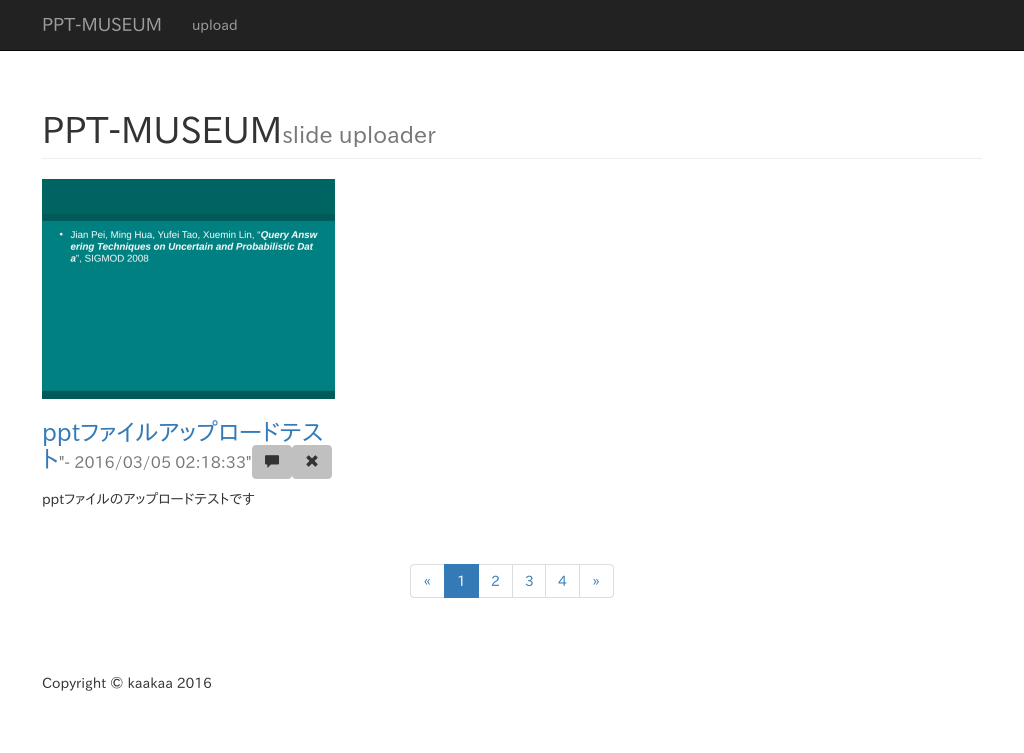 PPT-MUSEUM upload
PPT-MUSEUMslide uploader
• Jian Pei, Ming Hua, Yufei Tao, Xuemin Lin, "Query Answ
ering Techniques on Uncertain and Probabilistic Dat
a", SIGMOD 2008
pptファイルアップロードテス
ト"- 2016/03/05 02:18:33"
pptファイルのアップロードテストです
« 1 2 3 4 »
Copyright © kaakaa 2016